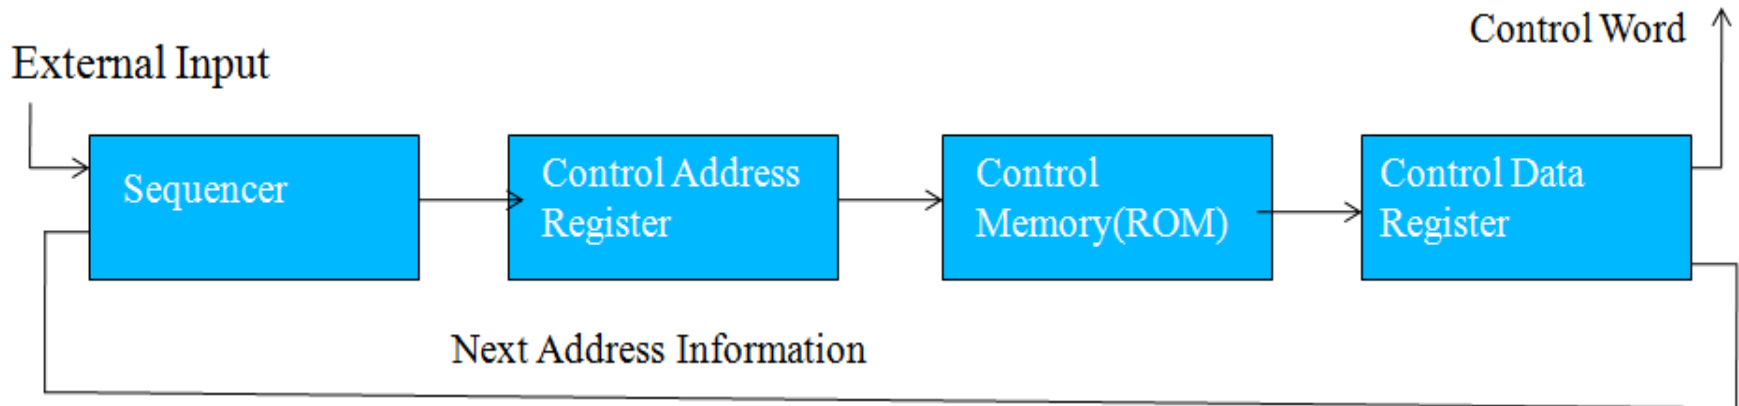 Control Word
External Input
Sequencer
Control Address
Register
Control
Memory(ROM)
Control Data
Register
Next Address Information